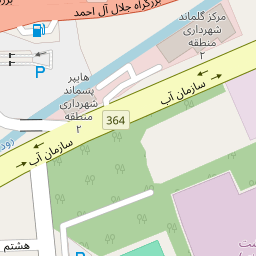 بزرگراه جلال آل احمد
مرکز گلماند
شهرداری
منطقه
۲
P
هایپر
پسماند
شهرداری
منطقه
۲
364
سازمان آب
سازمان آب
P
هشتم